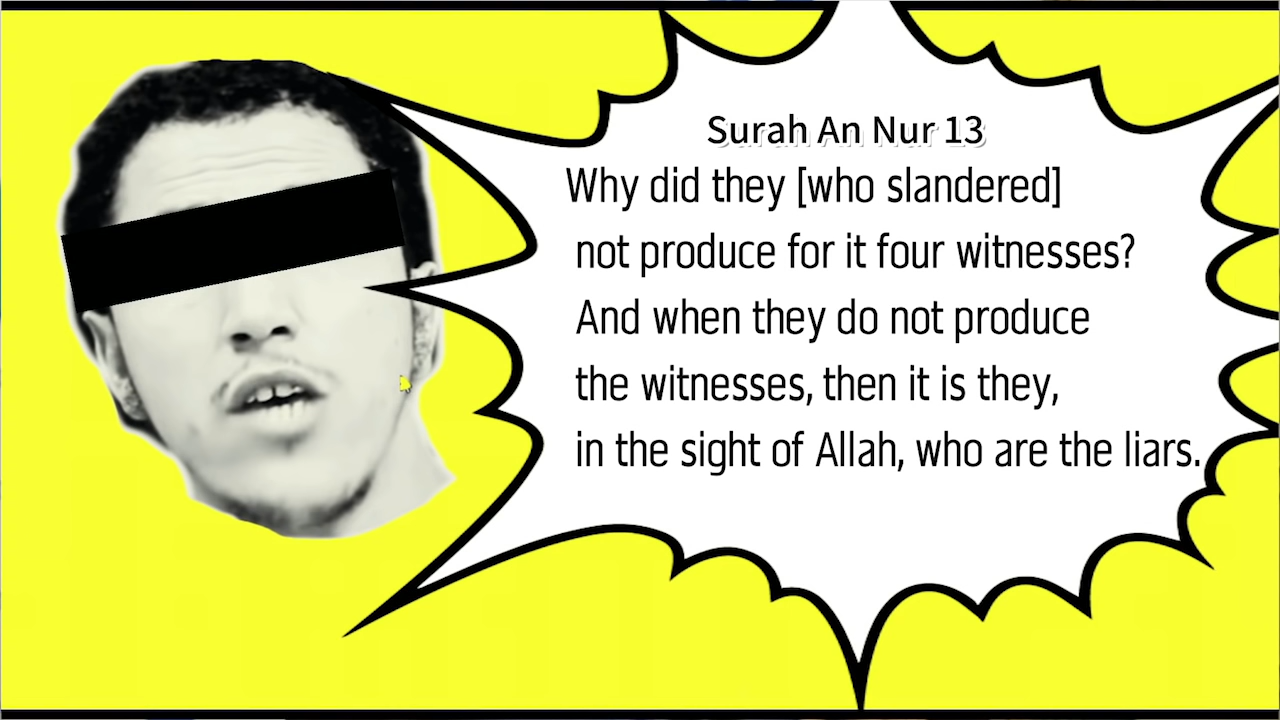 Surah An Nur 13
Why did they [who slandered]
not produce for it four witnesses?
And when they do not produce
the witnesses, then it is they,
in the sight of Allah, who are the liars.